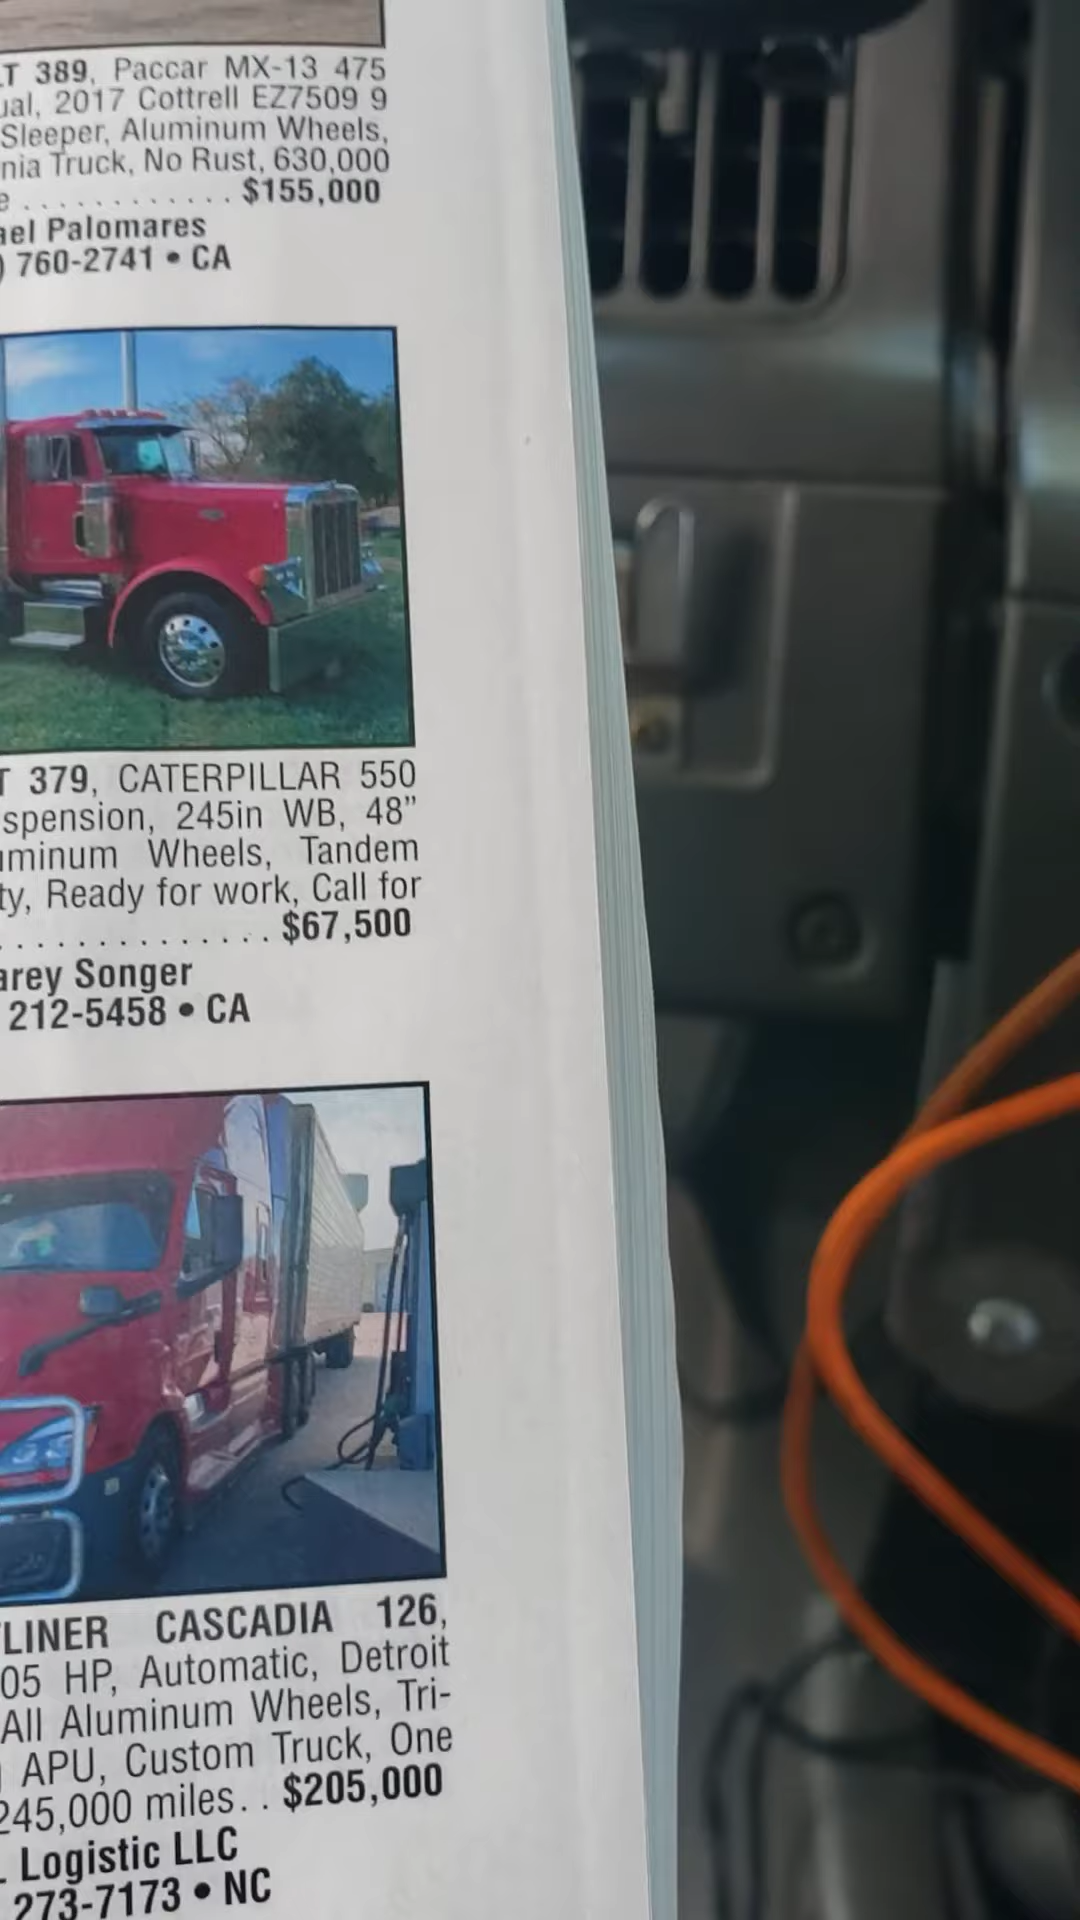 T 389, Paccar MX-13 475
ual, 2017 Cottrell EZ7509 9
Sleeper, Aluminum Wheels,
nia Truck, No Rust, 630,000
e ............ $155,000
ael Palomares
) 760-2741 • CA
T 379, CATERPILLAR 550
spension, 245in WB, 48”
uminum Wheels, Tandem
ty, Ready for work, Call for
.............. $67,500
arey Songer
212-5458 • CA
LINER CASCADIA 126,
05 HP, Automatic, Detroit
All Aluminum Wheels, Tri-
APU, Custom Truck, One
245,000 miles. . $205,000
. Logistic LLC
273-7173 • NC